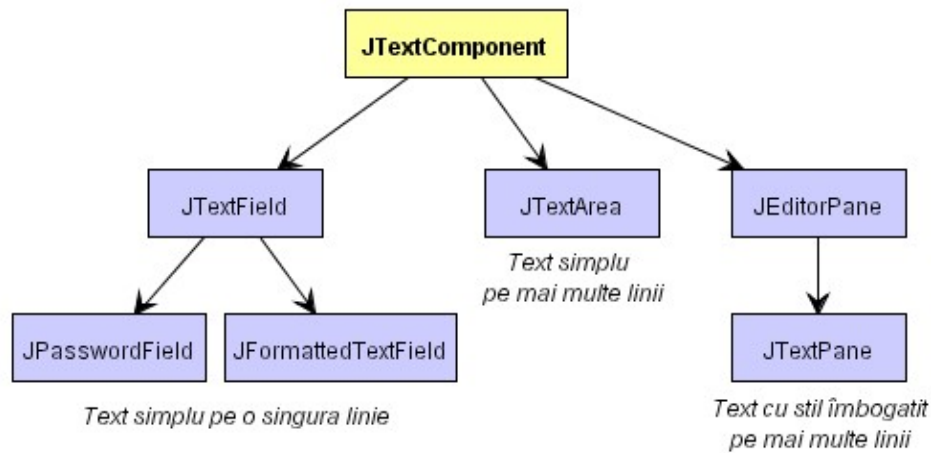 JTextComponent
JTextField
JTextArea
JEditorPane
Text simplu
pe mai multe linii
JPasswordField
JFormattedTextField
JTextPane
Text simplu pe o singura linie
Text cu stil îmbogatit
pe mai multe linii